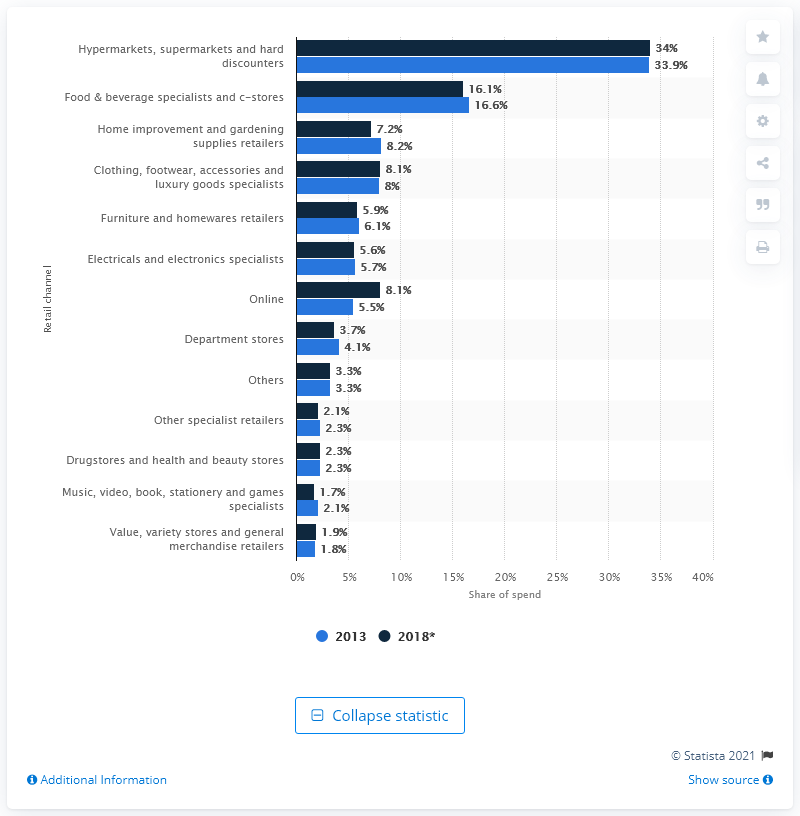 Hypermarkets, supermarkets and hard
discounters
34%
33.9%
Food & beverage specialists and c-stores
16.1%
16.6%
Home improvement and gardening
supplies retailers
7.2%
8.2%
Clothing, footwear, accessories and
luxury goods specialists
8.1%
8%
Furniture and homewares retailers
5.9%
6.1%
Electricals and electronics specialists
5.6%
5.7%
Online
8.1%
5.5%
Department stores
3.7%
4.1%
Others
3.3%
3.3%
Other specialist retailers
2.1%
2.3%
Drugstores and health and beauty stores
2.3%
2.3%
Music, video, book, stationery and games
specialists
1.7%
2.1%
Value, variety stores and general
merchandise retailers
1.9%
1.8%
Retail channel
0% 5% 10% 15% 20% 25% 30% 35% 40%
Share of spend
2013 2018*
Collapse statistic
© Statista 2021
Additional Information
Show source